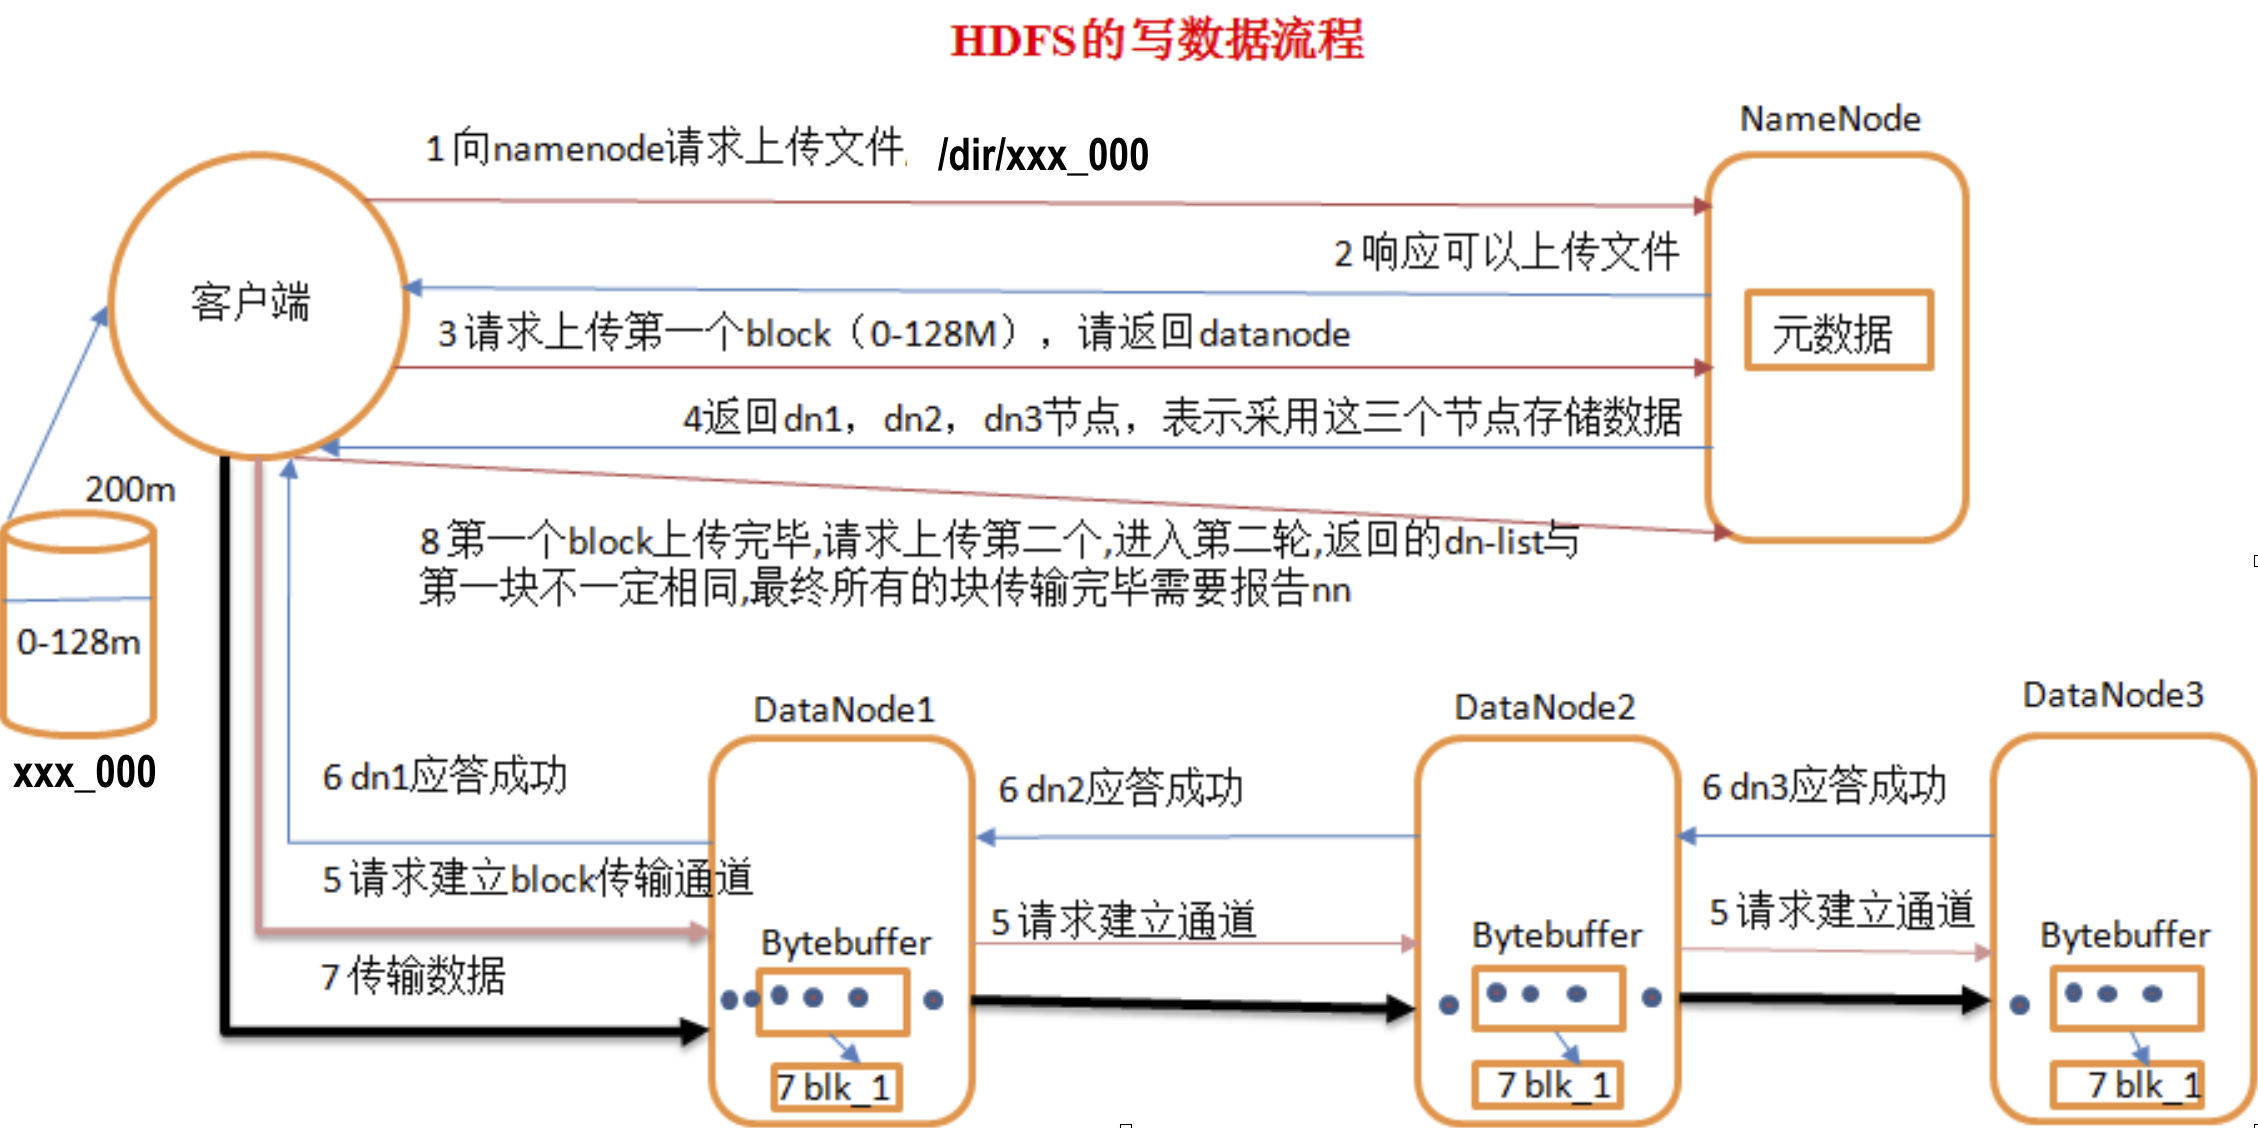 HDFS的写数据流程
NameNode
1 向namenode请求上传文件 /dir/xxx_000
2 响应可以上传文件
客户端
3 请求上传第一个block（0-128M），请返回datanode
元数据
4返回dn1，dn2，dn3节点，表示采用这三个节点存储数据
200m
8 第一个block上传完毕,请求上传第二个,进入第二轮,返回的dn-list与
第一块不一定相同,最终所有的块传输完毕需要报告nn
0-128m
xxx_000
DataNode1
DataNode2
DataNode3
6 dn1应答成功
6 dn2应答成功
6 dn3应答成功
5 请求建立block传输通道
5 请求建立通道
5 请求建立通道
Bytebuffer
Bytebuffer
Bytebuffer
7 传输数据
7 blk_1
7 blk_1
7 blk_1